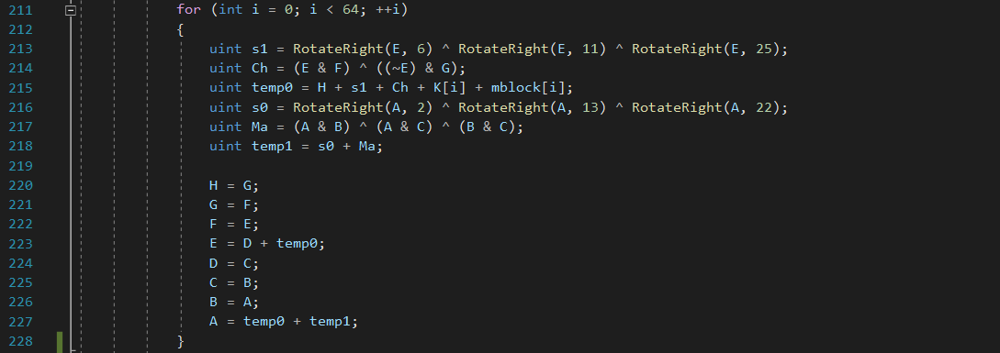 211 for (int i = 0; i < 64; ++i)
212 {
213 uint s1 = RotateRight(E, 6) ^ RotateRight(E, 11) ^ RotateRight(E, 25);
214 uint Ch = (E & F) ^ ((~E) & G);
215 uint temp0 = H + s1 + Ch + K[i] + mblock[i];
216 uint s0 = RotateRight(A, 2) ^ RotateRight(A, 13) ^ RotateRight(A, 22);
217 uint Ma = (A & B) ^ (A & C) ^ (B & C);
218 uint temp1 = s0 + Ma;
219
220 H = G;
221 G = F;
222 F = E;
223 E = D + temp0;
224 D = C;
225 C = B;
226 B = A;
227 A = temp0 + temp1;
228 }